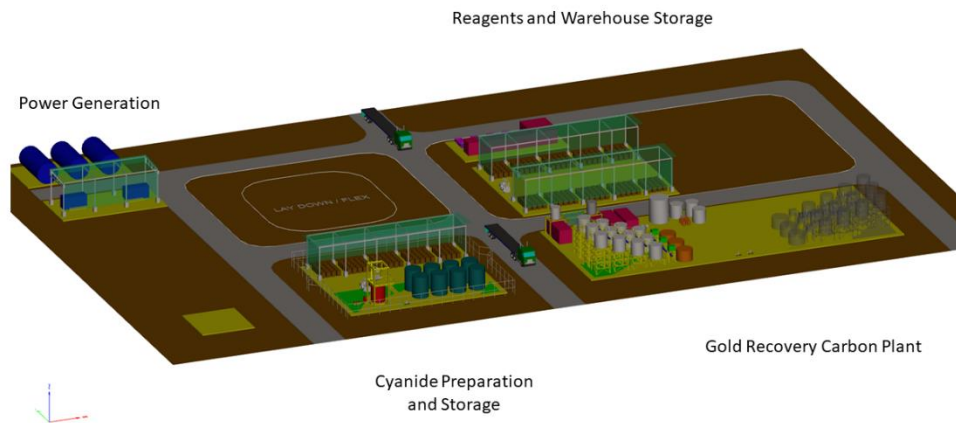 Reagents and Warehouse Storage
Power Generation
LAY DOWN / FLEX
Gold Recovery Carbon Plant
Cyanide Preparation
and Storage